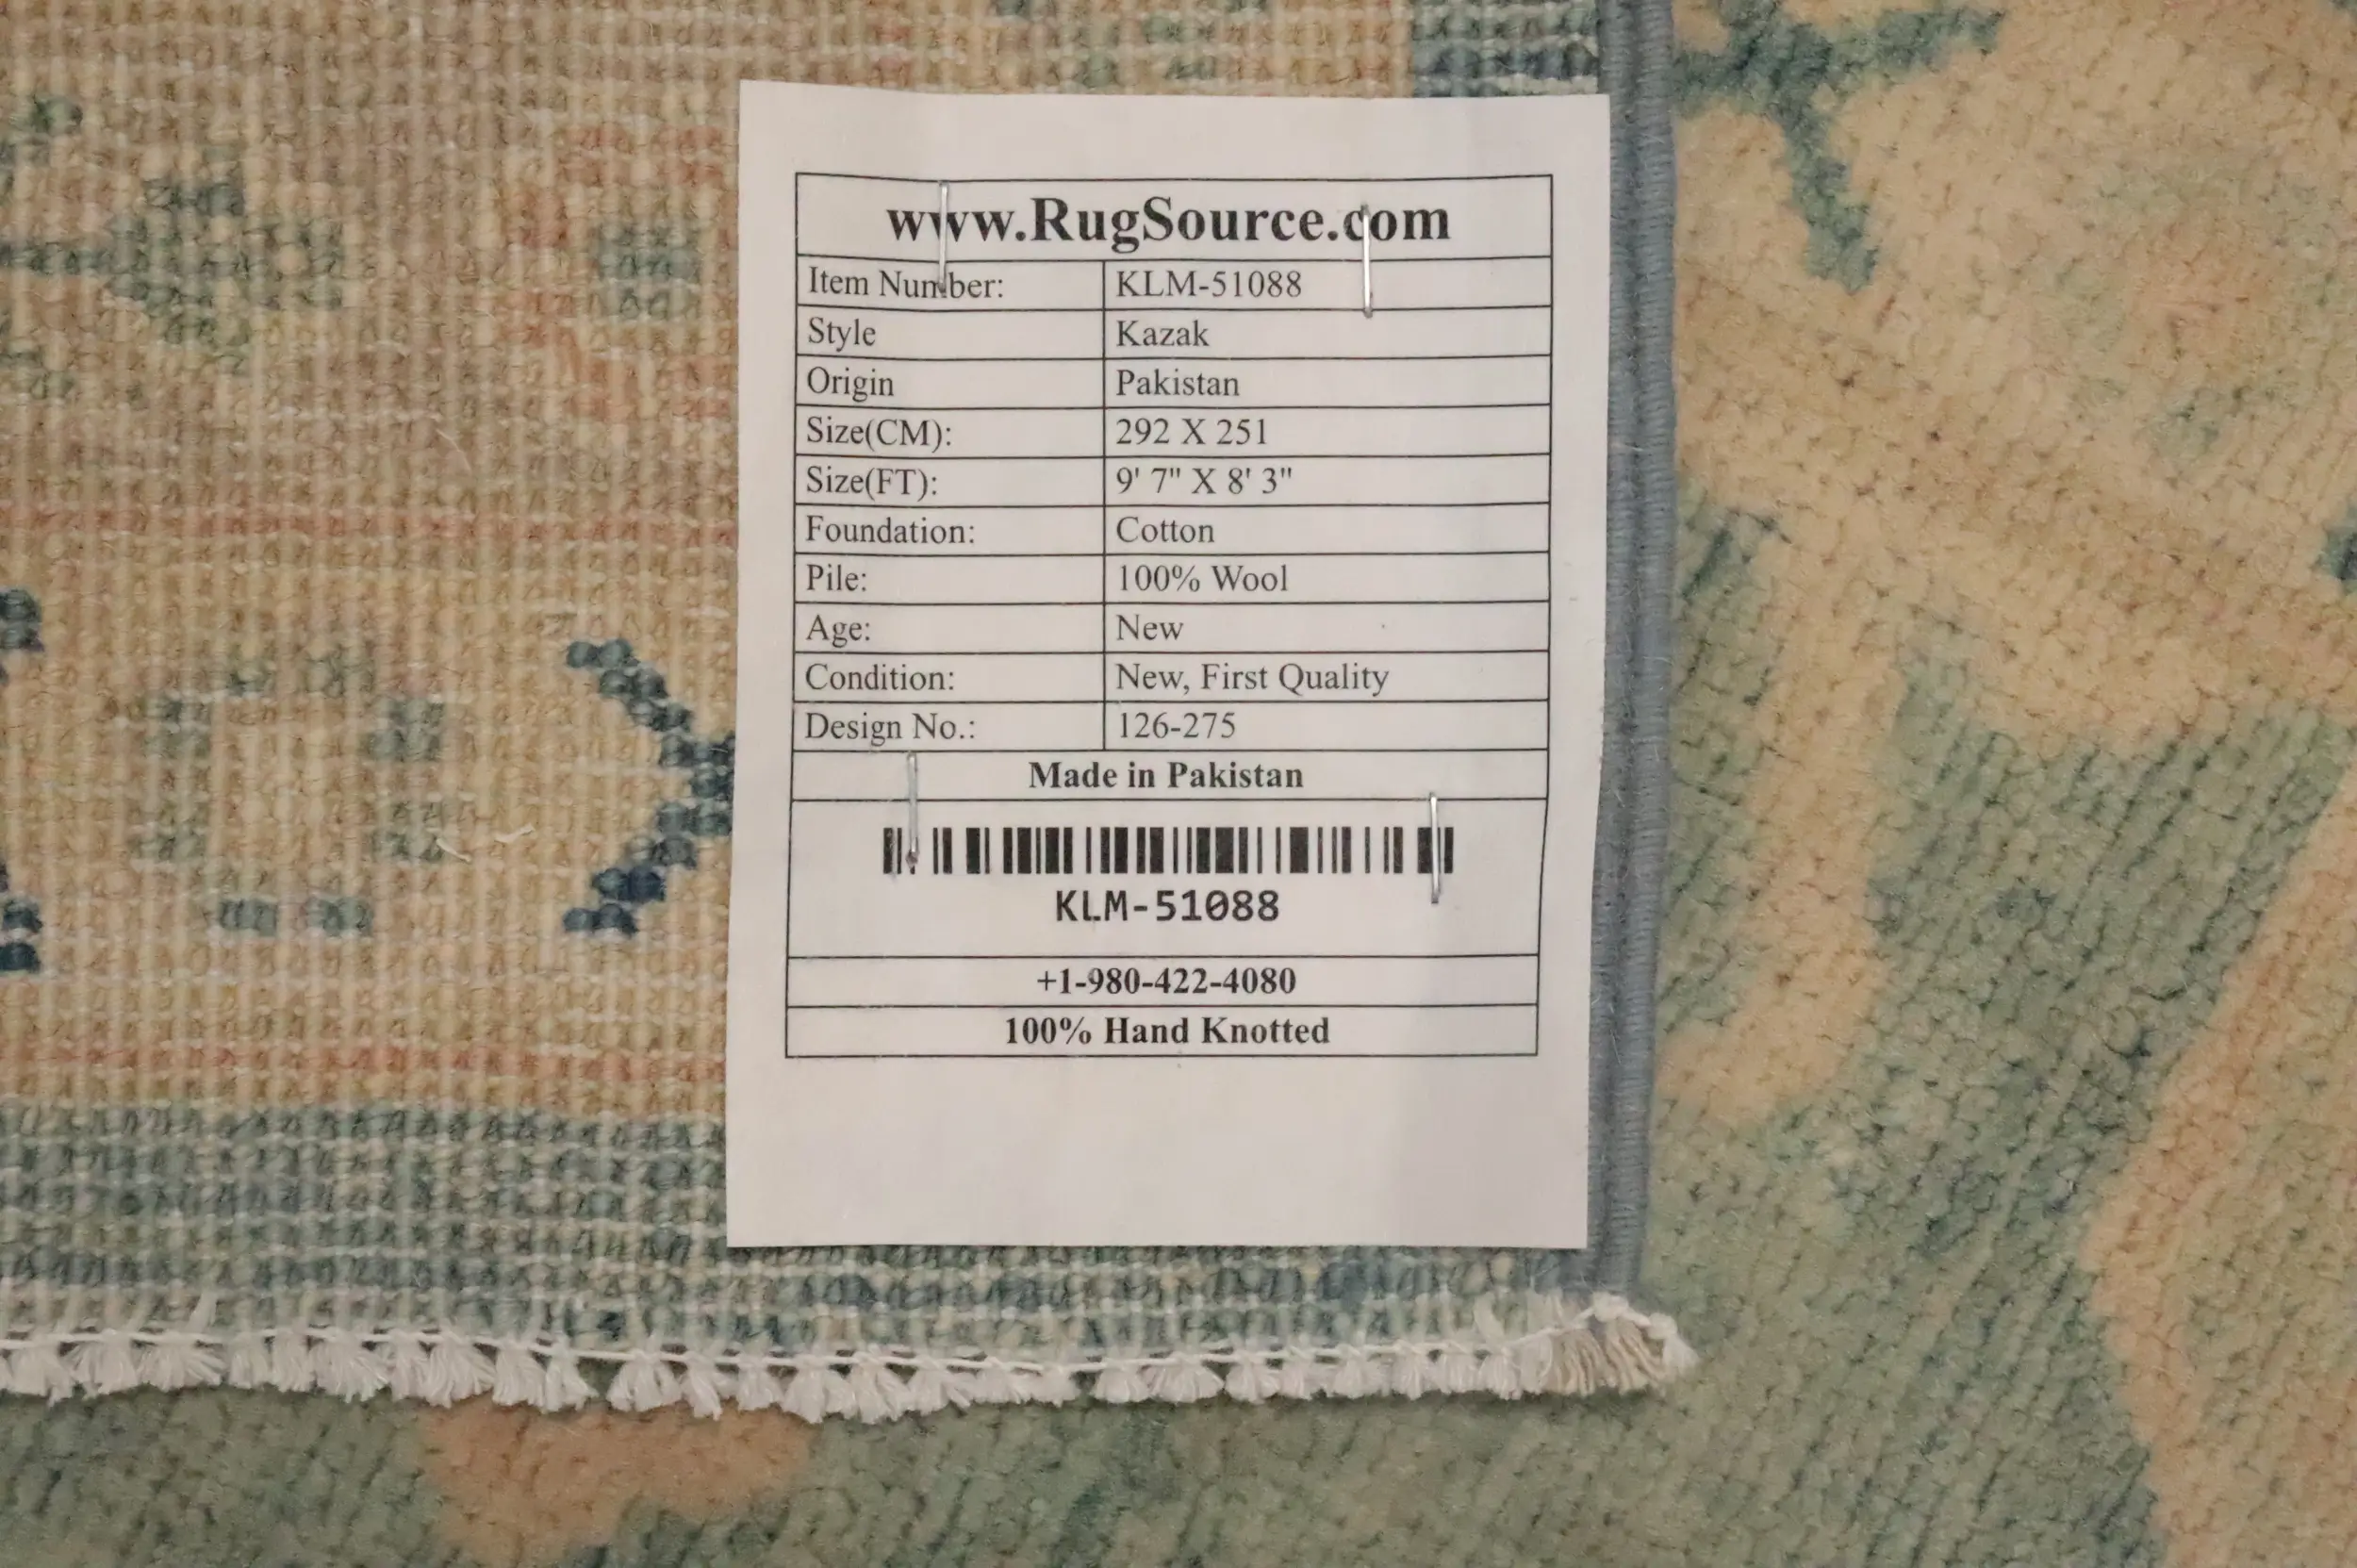 www.RugSource.com
Item Number: KLM-51088
Style Kazak
Origin Pakistan
Size(CM): 292 X 251
Size(FT): 9' 7" X 8' 3"
Foundation: Cotton
Pile: 100% Wool
Age: New
Condition: New, First Quality
Design No.: 126-275
Made in Pakistan
KLM-51088
+1-980-422-4080
100% Hand Knotted